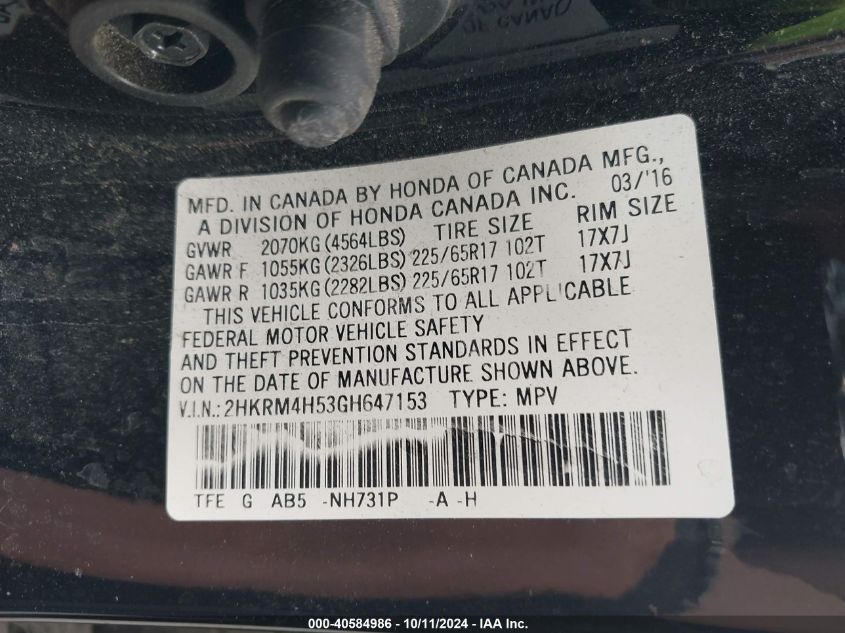 OF CANAD
MFD. IN CANADA BY HONDA OF CANADA MFG.,
A DIVISION OF HONDA CANADA INC. 03/'16
TIRE SIZE RIM SIZE
GVWR 2070KG (4564LBS)
GAWR F 1055KG (2326LBS) 225/65R17 102T 17X7J
GAWR R 1035KG (2282LBS) 225/65R17 102T 17X7J
THIS VEHICLE CONFORMS TO ALL APPLICABLE
FEDERAL MOTOR VEHICLE SAFETY
AND THEFT PREVENTION STANDARDS IN EFFECT
ON THE DATE OF MANUFACTURE SHOWN ABOVE.
V.I.N.: 2HKRM4H53GH647153 TYPE: MPV
TFE G AB5 -NH731P -A -H
000-40584986 - 10/11/2024 - IAA Inc.